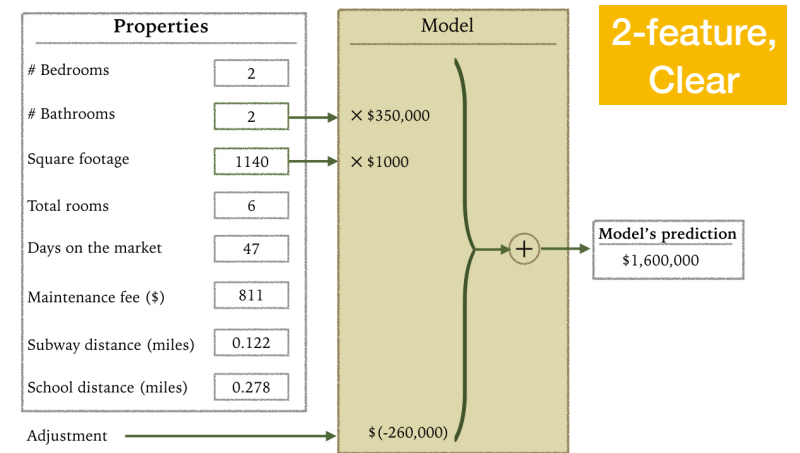 Properties
# Bedrooms 2
# Bathrooms 2
Square footage 1140
Total rooms 6
Days on the market 47
Maintenance fee ($) 811
Subway distance (miles) 0.122
School distance (miles) 0.278
Adjustment
Model
× $350,000
× $1000
$(-260,000)
+
Model's prediction
$1,600,000
2-feature,
Clear